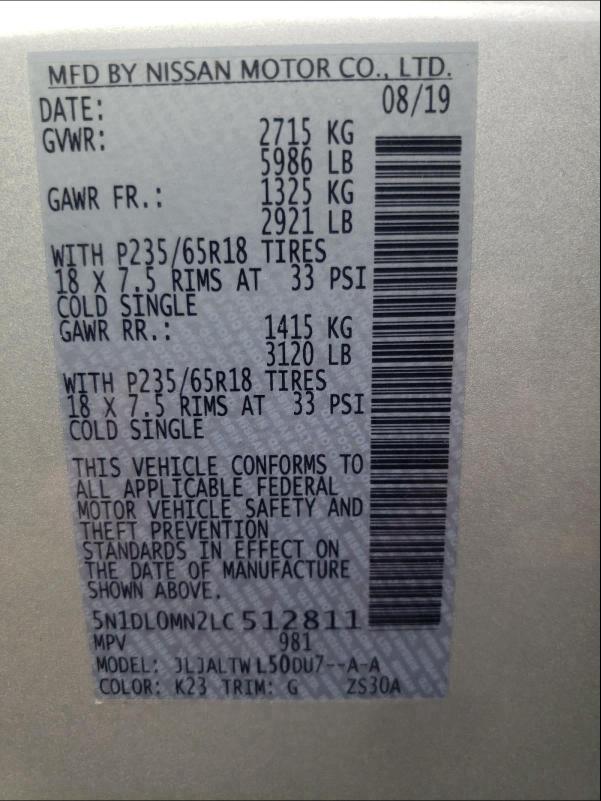 MFD BY NISSAN MOTOR CO., LTD.
DATE: 08/19
GVWR: 2715 KG
5986 LB
GAWR FR.: 1325 KG
2921 LB
WITH P235/65R18 TIRES
18 X 7.5 RIMS AT 33 PSI
COLD SINGLE
GAWR RR.: 1415 KG
3120 LB
WITH P235/65R18 TIRES
18 X 7.5 RIMS AT 33 PSI
COLD SINGLE
THIS VEHICLE CONFORMS TO
ALL APPLICABLE FEDERAL
MOTOR VEHICLE SAFETY AND
THEFT PREVENTION
STANDARDS IN EFFECT ON
THE DATE OF MANUFACTURE
SHOWN ABOVE.
5N1DL0MN2LC 512811
MPV 981
MODEL: JLJALTW L50DU7--A-A
COLOR: K23 TRIM: G ZS30A